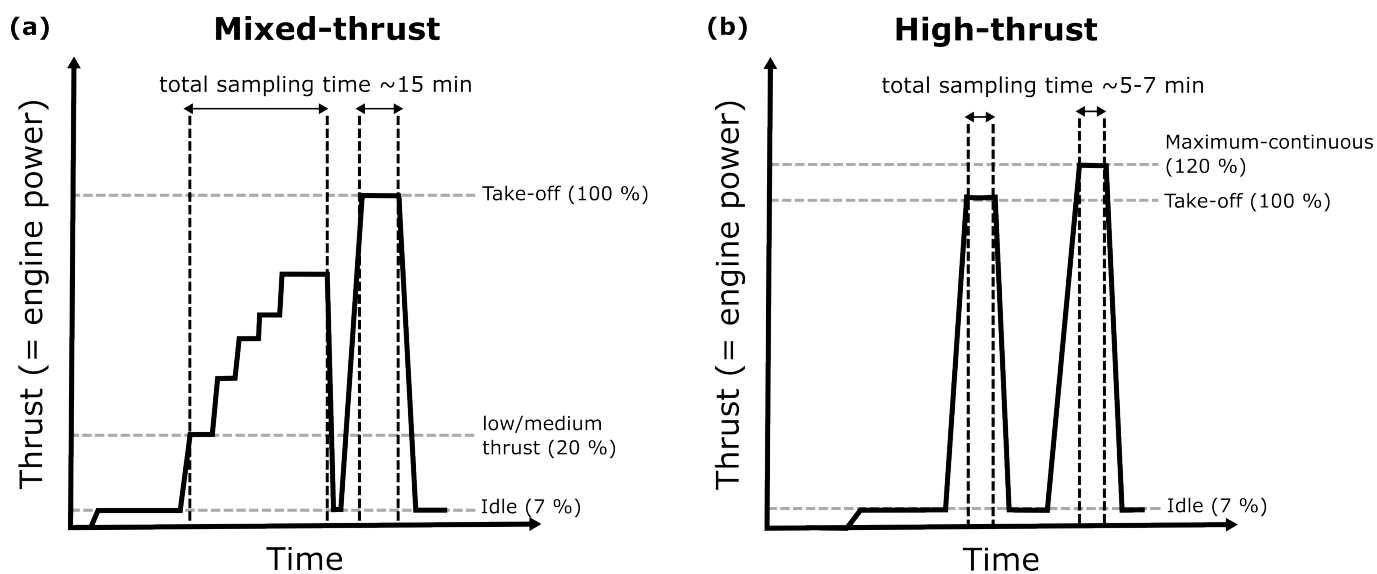 (a)
Mixed-thrust
total sampling time ~15 min
Thrust (= engine power)
Take-off (100 %)
low/medium
thrust (20 %)
Idle (7 %)
Time
(b)
High-thrust
total sampling time ~5-7 min
Thrust (= engine power)
Maximum-continuous
(120 %)
Take-off (100 %)
Idle (7 %)
Time